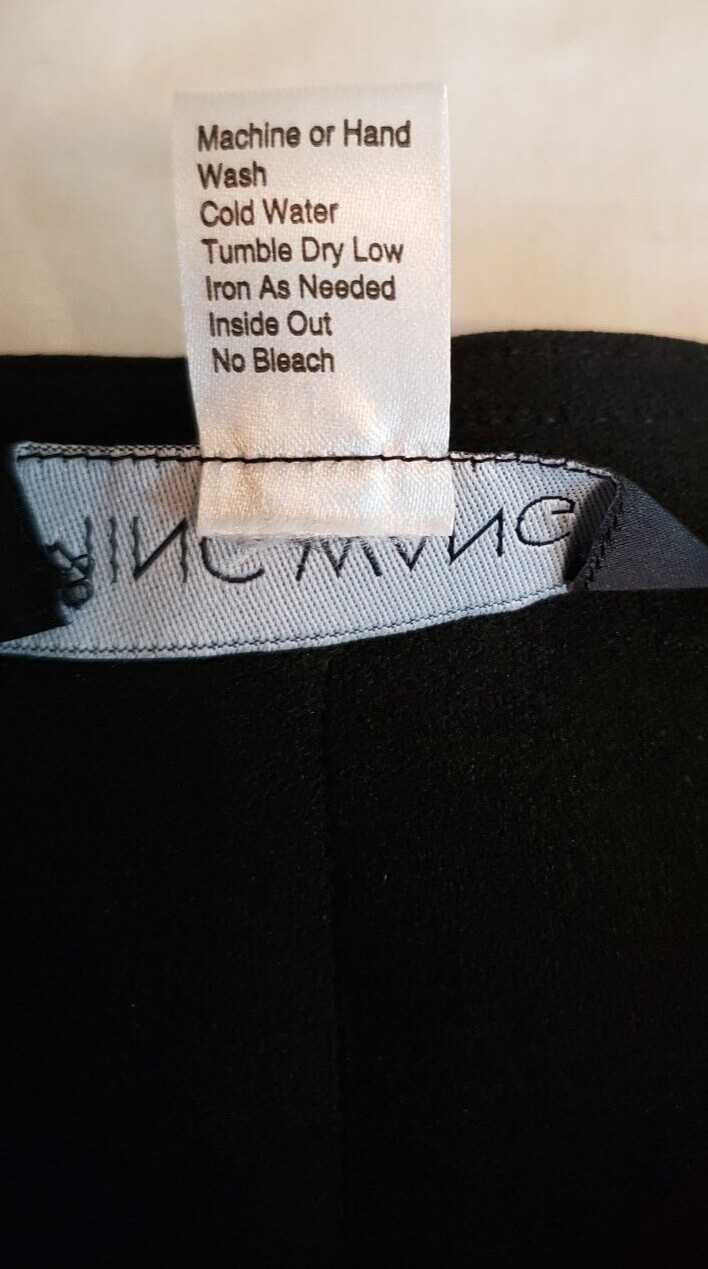 Machine or Hand
Wash
Cold Water
Tumble Dry Low
Iron As Needed
Inside Out
No Bleach